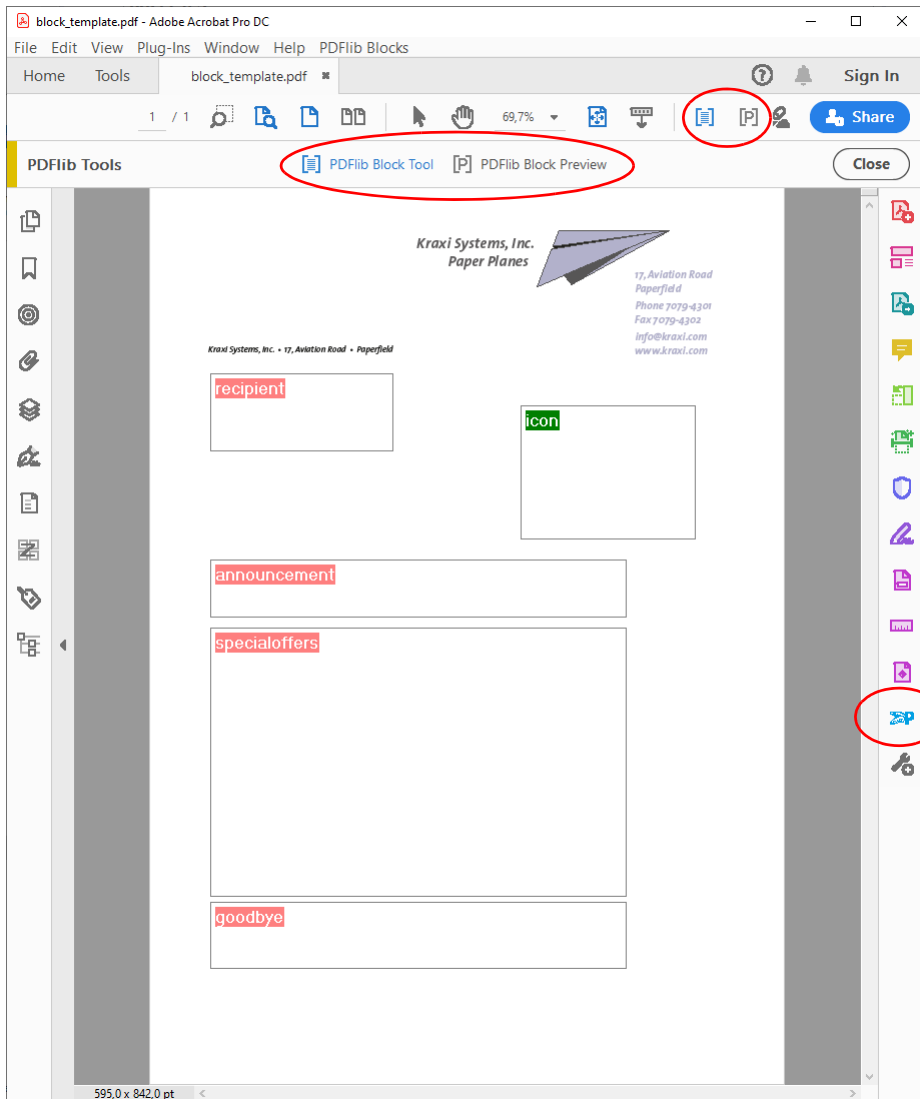 block_template.pdf - Adobe Acrobat Pro DC
File Edit View Plug-Ins Window Help PDFlib Blocks
Home Tools block_template.pdf Sign In
1 / 1 69,7% [P] Share
PDFlib Tools PDFlib Block Tool [P] PDFlib Block Preview Close
Kraxi Systems, Inc.
Paper Planes
17, Aviation Road
Paperfield
Phone 7079-4301
Fax 7079-4302
info@kraxi.com
www.kraxi.com
Kraxi Systems, Inc. • 17, Aviation Road • Paperfield
recipient
icon
announcement
specialoffers
goodbye
P
595,0 x 842,0 pt